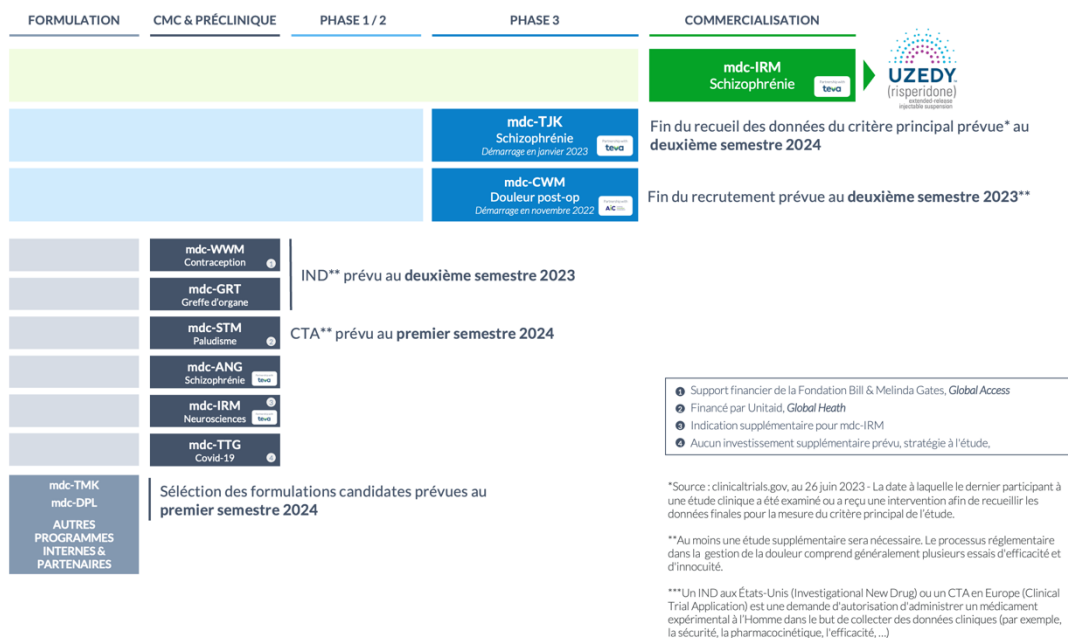 FORMULATION
CMC & PRÉCLINIQUE
PHASE 1 / 2
PHASE 3
COMMERCIALISATION
mdc-IRM
Schizophrénie
Partnership with
teva
UZEDY
(risperidone)
extended-release
injectable suspension
mdc-TJK
Schizophrénie
Démarrage en janvier 2023
Partnership with
teva
Fin du recueil des données du critère principal prévue* au
deuxième semestre 2024
mdc-CWM
Douleur post-op
Démarrage en novembre 2022
Partnership with
AIC
Fin du recrutement prévue au deuxième semestre 2023**
mdc-WWM
Contraception
1
mdc-GRT
Greffe d'organe
IND** prévu au deuxième semestre 2023
mdc-STM
Paludisme
2
CTA** prévu au premier semestre 2024
mdc-ANG
Schizophrénie
teva
mdc-IRM
Neurosciences
3
teva
mdc-TTG
Covid-19
4
mdc-TMK
mdc-DPL
AUTRES
PROGRAMMES
INTERNES &
PARTENAIRES
Séléction des formulations candidates prévues au
premier semestre 2024
1 Support financier de la Fondation Bill & Melinda Gates, Global Access
2 Financé par Unitaid, Global Heath
3 Indication supplémentaire pour mdc-IRM
4 Aucun investissement supplémentaire prévu, stratégie à l'étude,
*Source : clinicaltrials.gov, au 26 juin 2023 - La date à laquelle le dernier participant à
une étude clinique a été examiné ou a reçu une intervention afin de recueillir les
données finales pour la mesure du critère principal de l'étude.
**Au moins une étude supplémentaire sera nécessaire. Le processus réglementaire
dans la gestion de la douleur comprend généralement plusieurs essais d'efficacité et
d'innocuité.
***Un IND aux États-Unis (Investigational New Drug) ou un CTA en Europe (Clinical
Trial Application) est une demande d'autorisation d'administrer un médicament
expérimental à l'Homme dans le but de collecter des données cliniques (par exemple,
la sécurité, la pharmacocinétique, l'efficacité, ...)